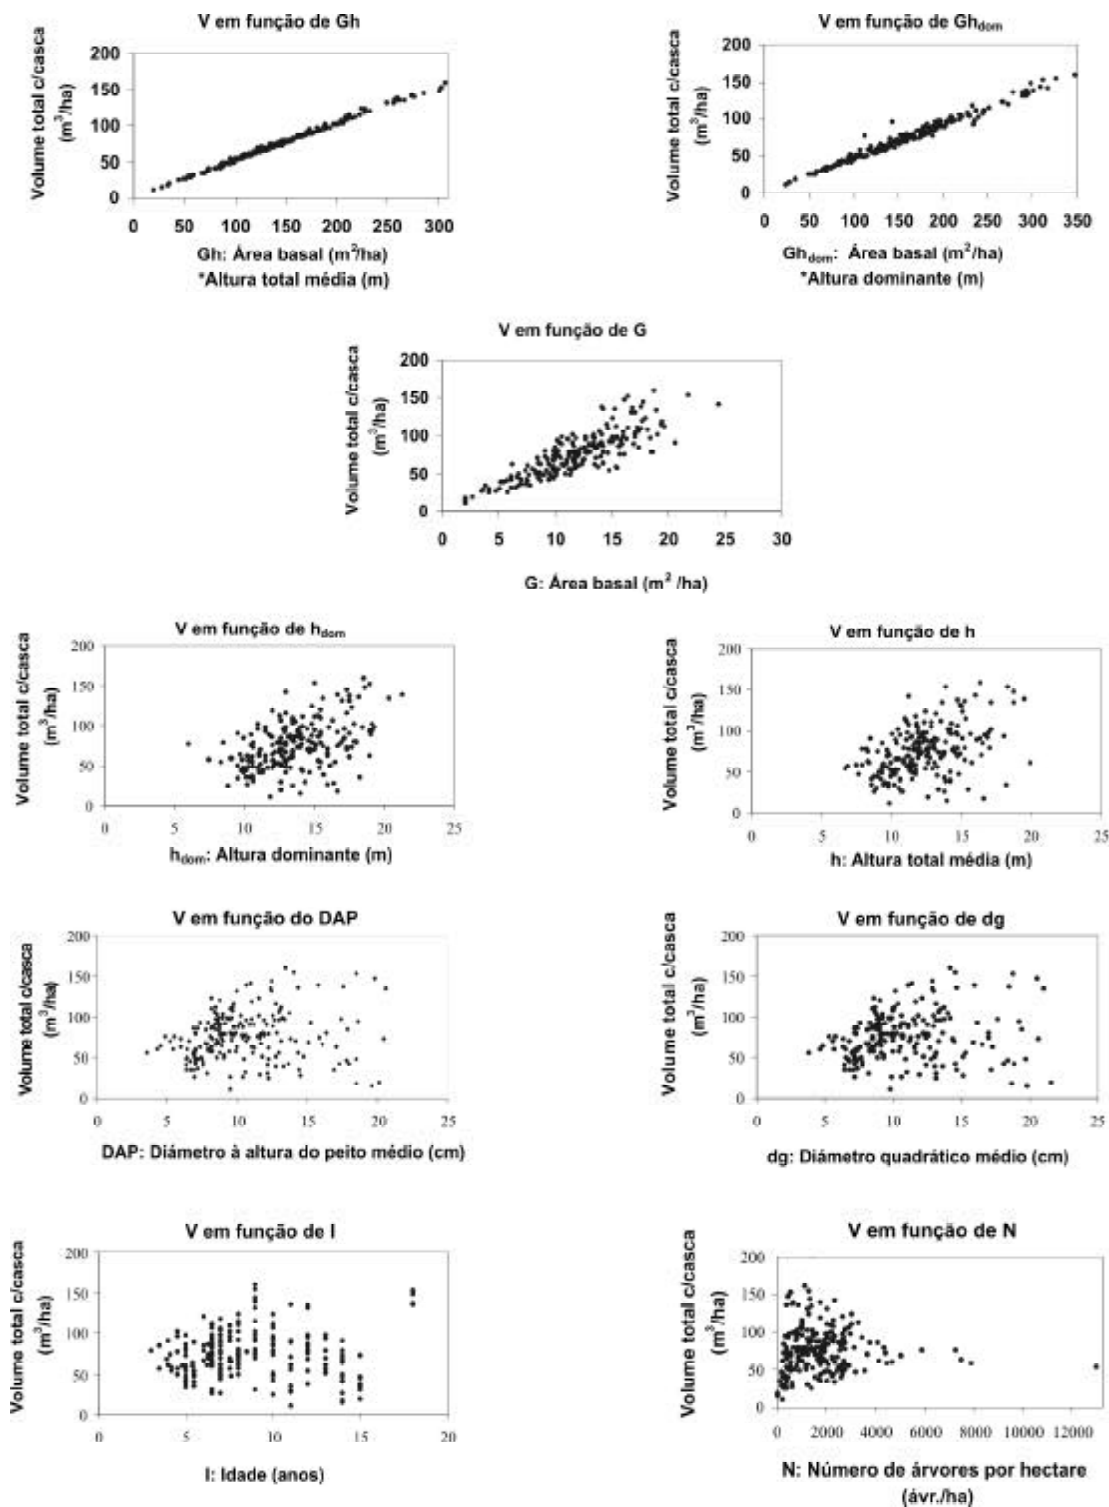 V em função de Gh
Volume total c/casca
(m³/ha)
200
150
100
50
0
0 50 100 150 200 250 300
Gh: Área basal (m²/ha)
*Altura total média (m)
V em função de Ghdom
Volume total c/casca
(m³/ha)
200
150
100
50
0
0 50 100 150 200 250 300 350
Ghdom: Área basal (m²/ha)
*Altura dominante (m)
V em função de G
Volume total c/casca
(m³/ha)
200
150
100
50
0
0 5 10 15 20 25 30
G: Área basal (m² /ha)
V em função de hdom
Volume total c/casca
(m³/ha)
200
150
100
50
0
0 5 10 15 20 25
hdom: Altura dominante (m)
V em função de h
Volume total c/casca
(m³/ha)
200
150
100
50
0
0 5 10 15 20 25
h: Altura total média (m)
V em função do DAP
Volume total c/casca
(m³/ha)
200
150
100
50
0
0 5 10 15 20 25
DAP: Diámetro à altura do peito médio (cm)
V em função de dg
Volume total c/casca
(m³/ha)
200
150
100
50
0
0 5 10 15 20 25
dg: Diámetro quadrático médio (cm)
V em função de I
Volume total c/casca
(m³/ha)
200
150
100
50
0
0 5 10 15 20
I: Idade (anos)
V em função de N
Volume total c/casca
(m³/ha)
200
150
100
50
0
0 2000 4000 6000 8000 10000 12000
N: Número de árvores por hectare
(ávr./ha)